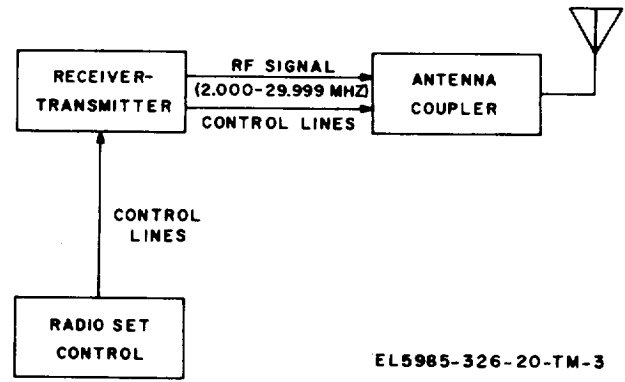 RECEIVER-
TRANSMITTER
RF SIGNAL
(2.000-29.999 MHZ)
CONTROL LINES
ANTENNA
COUPLER
CONTROL
LINES
RADIO SET
CONTROL
EL5985-326-20-TM-3